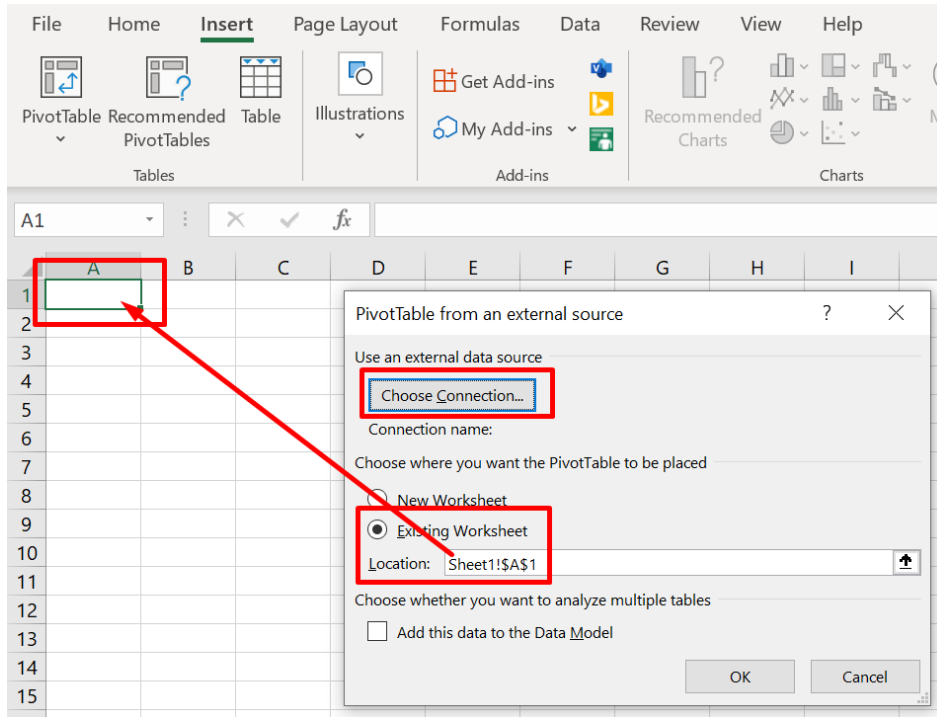 File Home Insert Page Layout Formulas Data Review View Help
PivotTable Recommended PivotTables Table
Tables
Illustrations
Get Add-ins
My Add-ins
Add-ins
Recommended Charts
Charts
A1 fx
A B C D E F G H I
1
2
3
4
5
6
7
8
9
10
11
12
13
14
15
PivotTable from an external source ?
Use an external data source
Choose Connection...
Connection name:
Choose where you want the PivotTable to be placed
New Worksheet
Existing Worksheet
Location: Sheet1!$A$1
Choose whether you want to analyze multiple tables
Add this data to the Data Model
OK Cancel